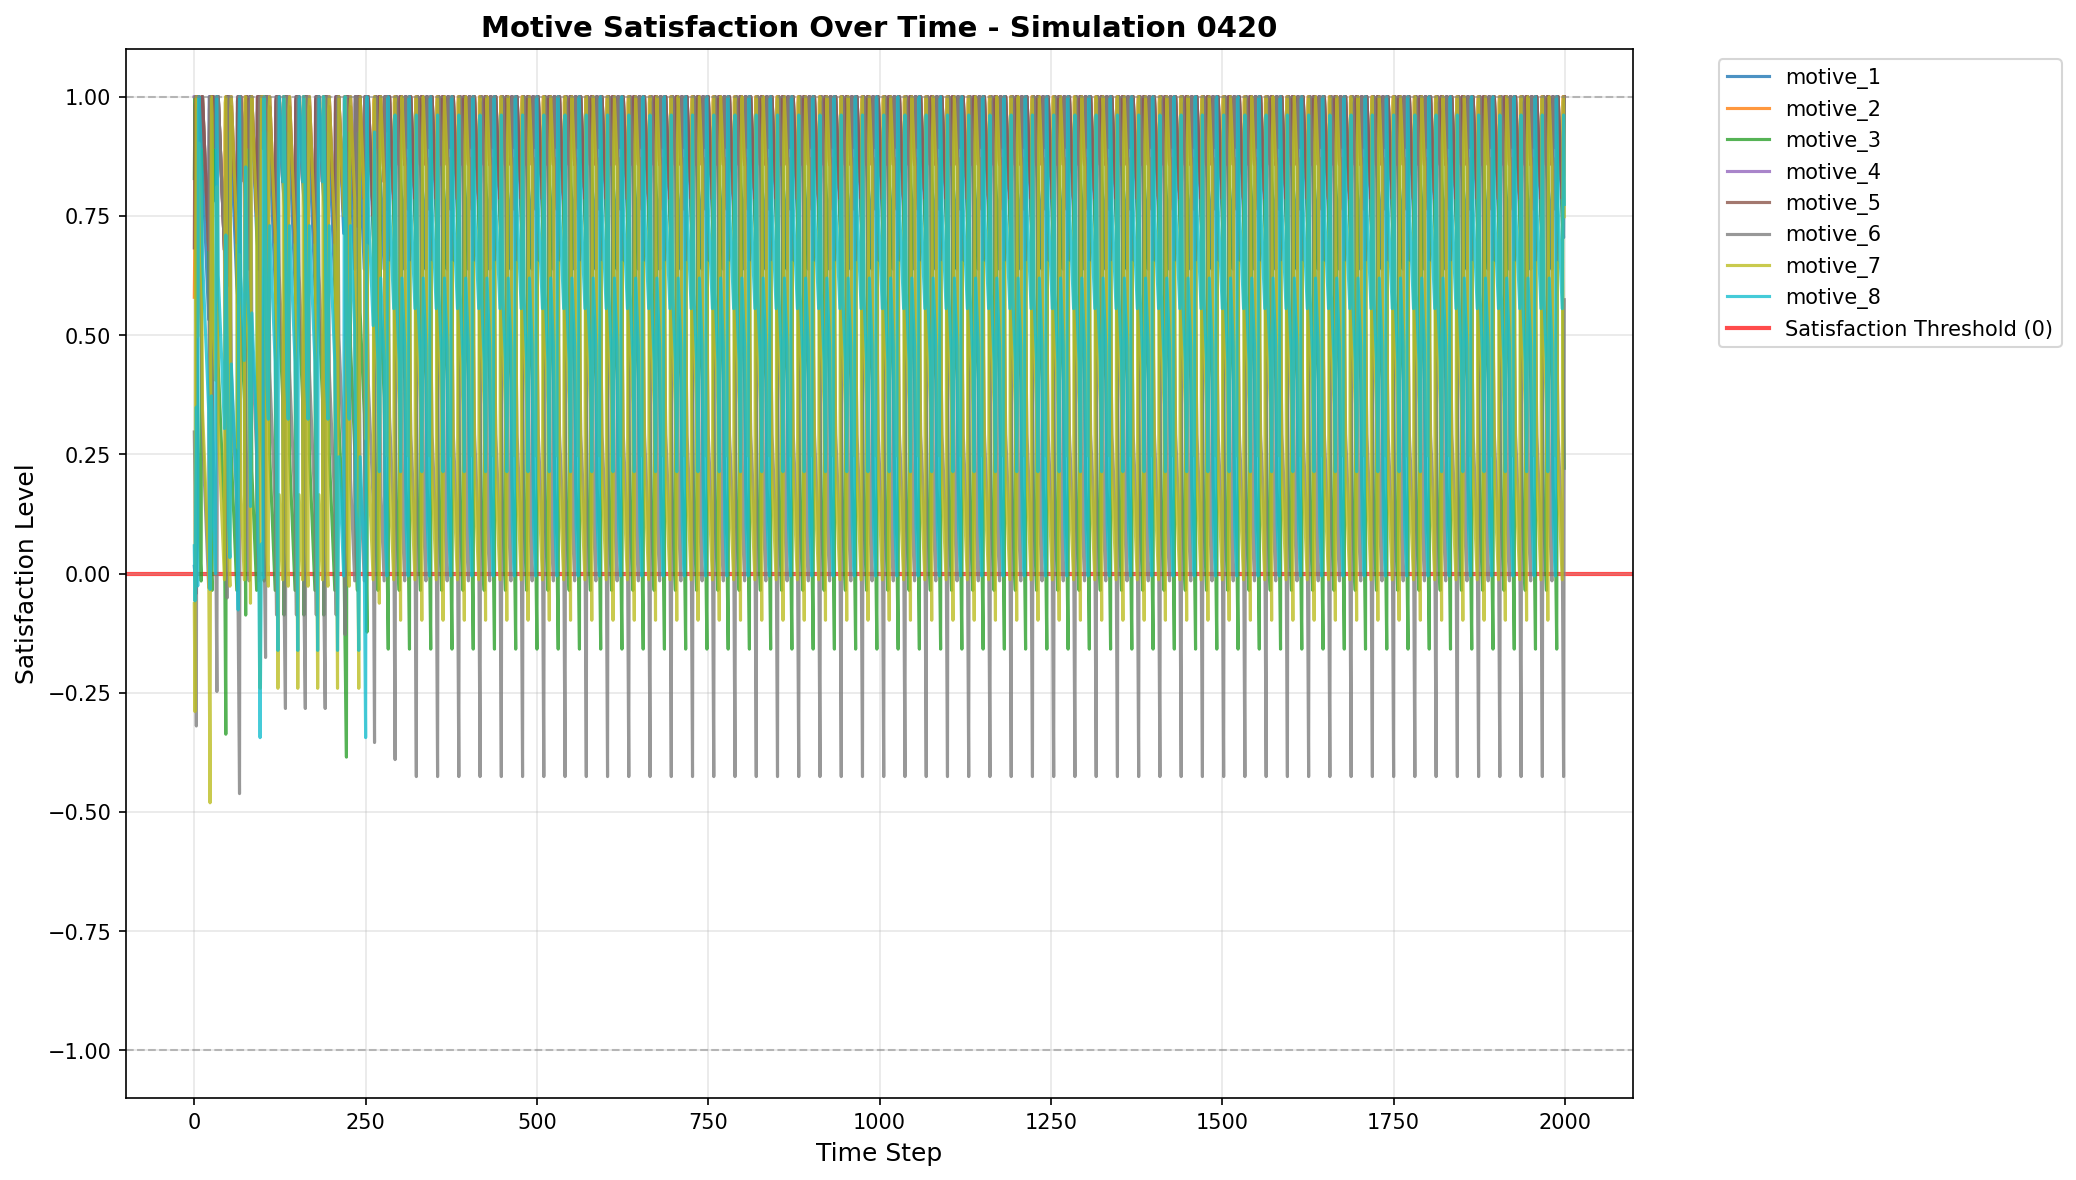 Motive Satisfaction Over Time - Simulation 0420
1.00
0.75
0.50
0.25
0.00
−0.25
−0.50
−0.75
−1.00
Satisfaction Level
0
250
500
750
1000
1250
1500
1750
2000
Time Step
motive_1
motive_2
motive_3
motive_4
motive_5
motive_6
motive_7
motive_8
Satisfaction Threshold (0)